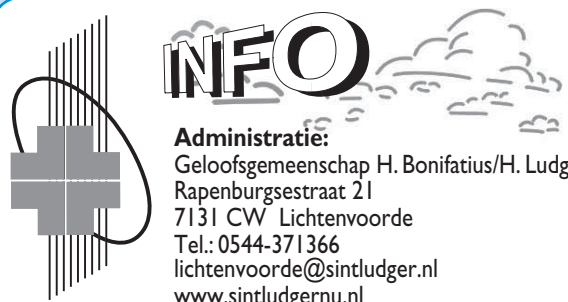 INFO
Administratie:
Geloofsgemeenschap H. Bonifatius/H. Ludg
Rapenburgsestraat 21
7131 CW Lichtenvoorde
Tel.: 0544-371366
lichtenvoorde@sintludger.nl
www.sintludgernu.nl